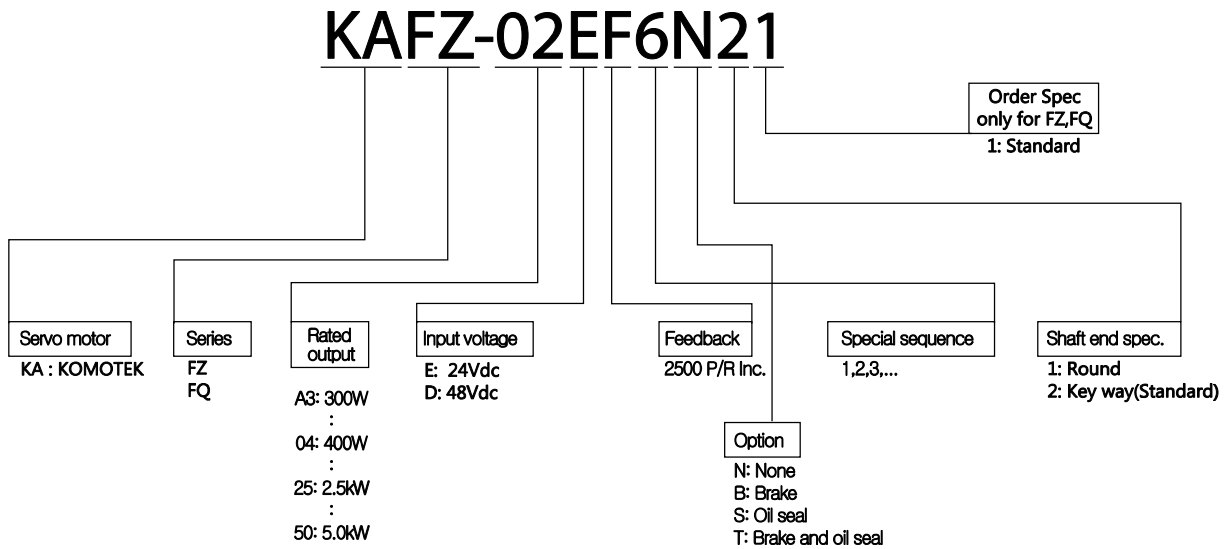 KAFZ-02EF6N21
Order Spec
only for FZ,FQ
1: Standard
Servo motor
KA : KOMOTEK
Series
FZ
FQ
Rated
output
A3: 300W
:
04: 400W
:
25: 2.5kW
:
50: 5.0kW
Input voltage
E: 24Vdc
D: 48Vdc
Feedback
2500 P/R Inc.
Option
N: None
B: Brake
S: Oil seal
T: Brake and oil seal
Special sequence
1,2,3,...
Shaft end spec.
1: Round
2: Key way(Standard)